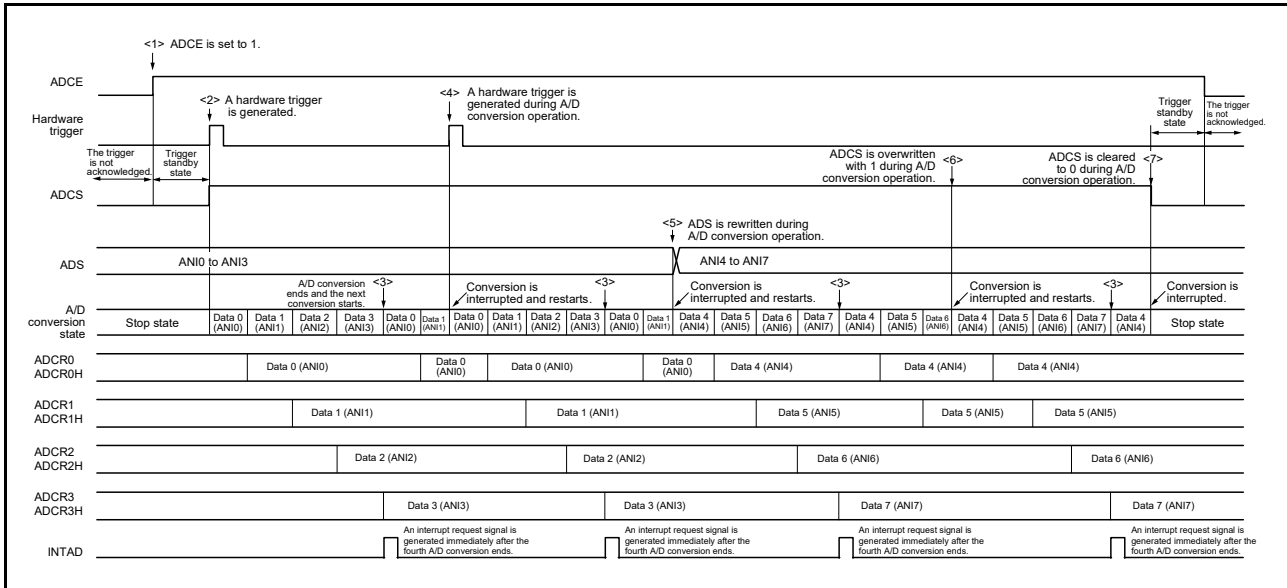 <1> ADCE is set to 1.
ADCE
<2> A hardware trigger
is generated.
<4> A hardware trigger is
generated during A/D
conversion operation.
Trigger
standby
state
The trigger
is not
acknowledged.
Hardware
trigger
The trigger
is not
acknowledged.
Trigger
standby
state
ADCS is overwritten <6>
with 1 during A/D
conversion operation.
ADCS is cleared <7>
to 0 during A/D
conversion operation.
ADCS
<5> ADS is rewritten during
A/D conversion operation.
ADS
ANI0 to ANI3
ANI4 to ANI7
A/D conversion <3>
ends and the next
conversion starts.
Conversion is
interrupted and restarts.
<3>
Conversion is
interrupted and restarts.
<3>
Conversion is
interrupted and restarts.
<3>
Conversion is
interrupted.
A/D
conversion
state
Stop state
Data 0
(ANI0)
Data 1
(ANI1)
Data 2
(ANI2)
Data 3
(ANI3)
Data 0
(ANI0)
Data 1
(ANI1)
Data 0
(ANI0)
Data 1
(ANI1)
Data 2
(ANI2)
Data 3
(ANI3)
Data 0
(ANI0)
Data 1
(ANI1)
Data 4
(ANI4)
Data 5
(ANI5)
Data 6
(ANI6)
Data 7
(ANI7)
Data 4
(ANI4)
Data 5
(ANI5)
Data 6
(ANI6)
Data 4
(ANI4)
Data 5
(ANI5)
Data 6
(ANI6)
Data 7
(ANI7)
Data 4
(ANI4)
Stop state
ADCR0
ADCR0H
Data 0 (ANI0)
Data 0
(ANI0)
Data 0 (ANI0)
Data 0
(ANI0)
Data 4 (ANI4)
Data 4 (ANI4)
Data 4 (ANI4)
ADCR1
ADCR1H
Data 1 (ANI1)
Data 1 (ANI1)
Data 5 (ANI5)
Data 5 (ANI5)
Data 5 (ANI5)
ADCR2
ADCR2H
Data 2 (ANI2)
Data 2 (ANI2)
Data 6 (ANI6)
Data 6 (ANI6)
ADCR3
ADCR3H
Data 3 (ANI3)
Data 3 (ANI3)
Data 7 (ANI7)
Data 7 (ANI7)
INTAD
An interrupt request signal is
generated immediately after the
fourth A/D conversion ends.
An interrupt request signal is
generated immediately after the
fourth A/D conversion ends.
An interrupt request signal is
generated immediately after the
fourth A/D conversion ends.
An interrupt request signal is
generated immediately after the
fourth A/D conversion ends.